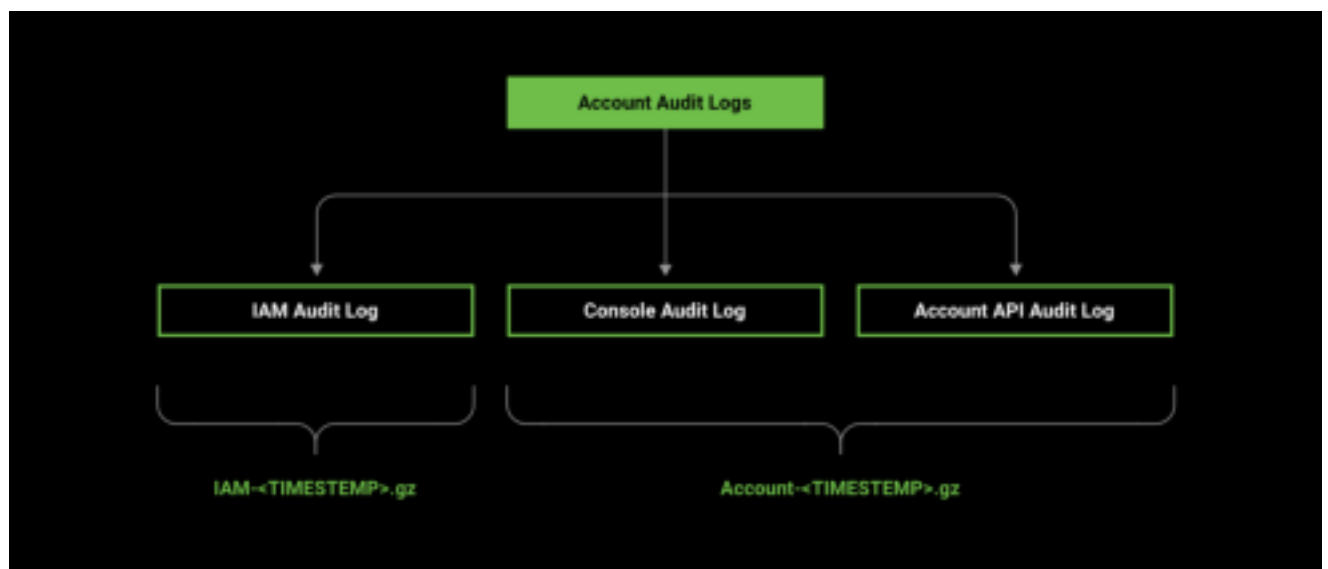 Account Audit Logs
IAM Audit Log
Console Audit Log
Account API Audit Log
IAM-<TIMESTEMP>.gz
Account-<TIMESTEMP>.gz